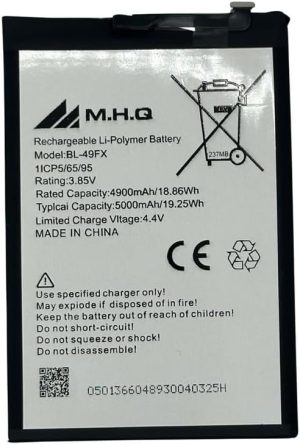 M.H.Q
Rechargeable Li-Polymer Battery
Model:BL-49FX
1ICP5/65/95
Rating:3.85V
Rated Capacity:4900mAh/18.86Wh
Typlcai Capacity:5000mAh/19.25Wh
Limited Charge Valtage:4.4V
MADE IN CHINA
237MB
CE
Use specified charger only!
May explode if disposed of in fire
Keep the battery out of reach of children
Do not short-circuit
Do not squeeze or shock
Do not disassemble!
0501366048930040325H